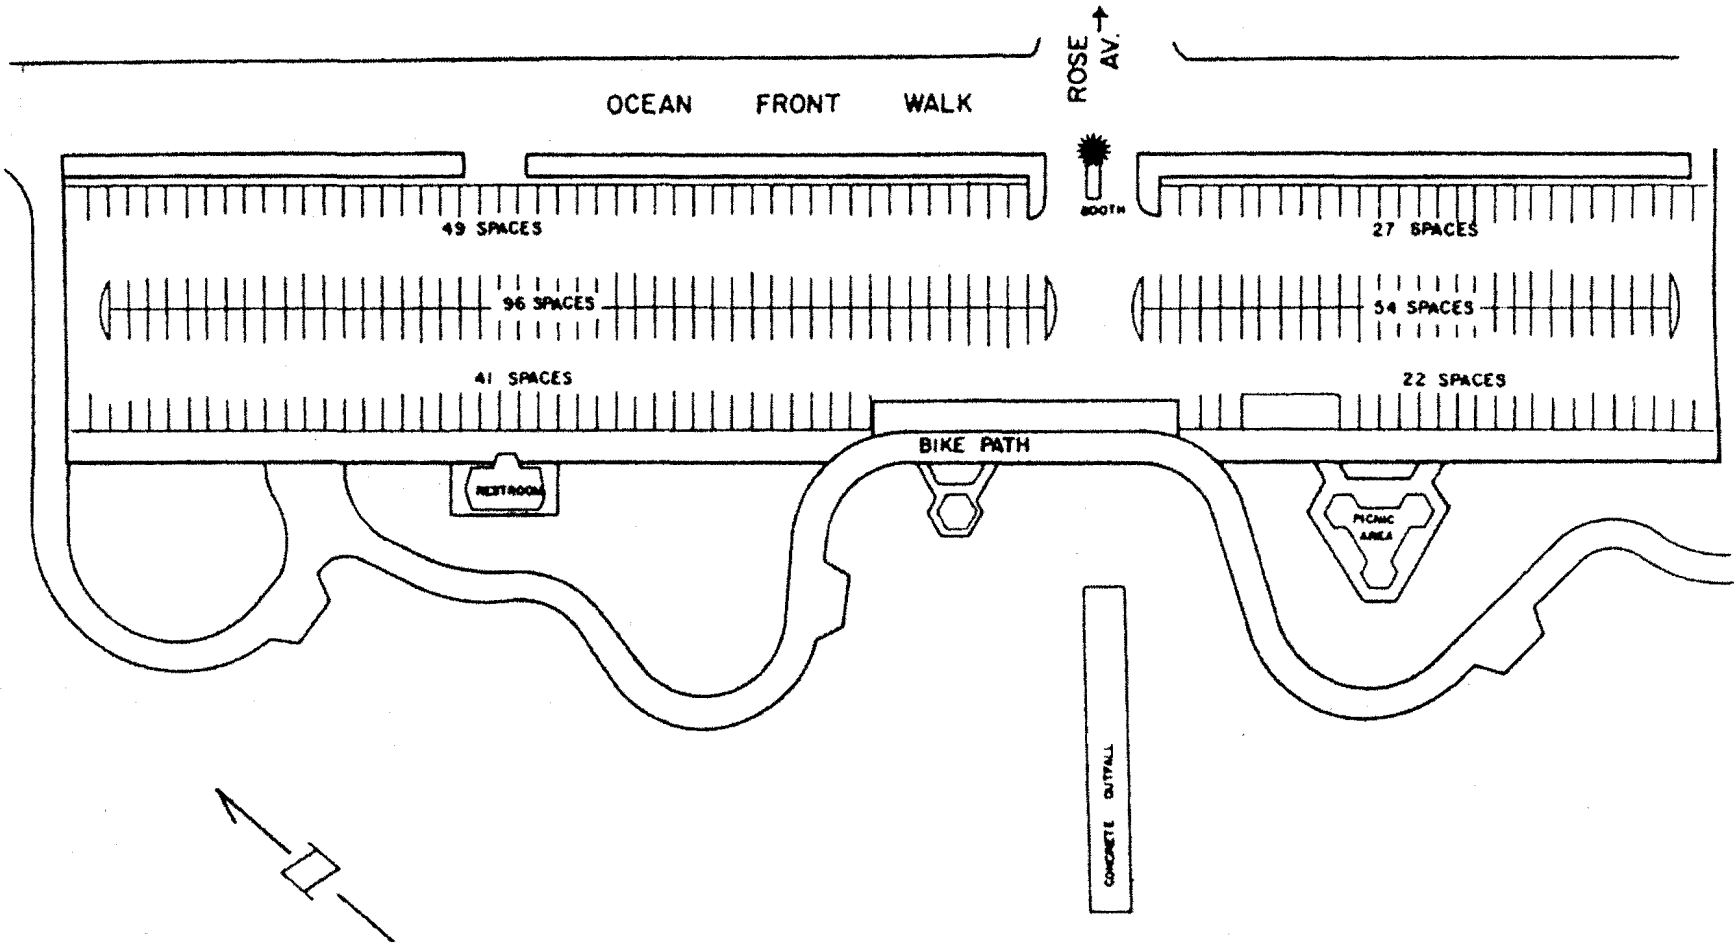 ROSE
AV.
OCEAN FRONT WALK
BOOTH
49 SPACES
27 SPACES
96 SPACES
54 SPACES
41 SPACES
22 SPACES
BIKE PATH
RESTROOM
PICNIC
AREA
CONCRETE OUTFALL
N